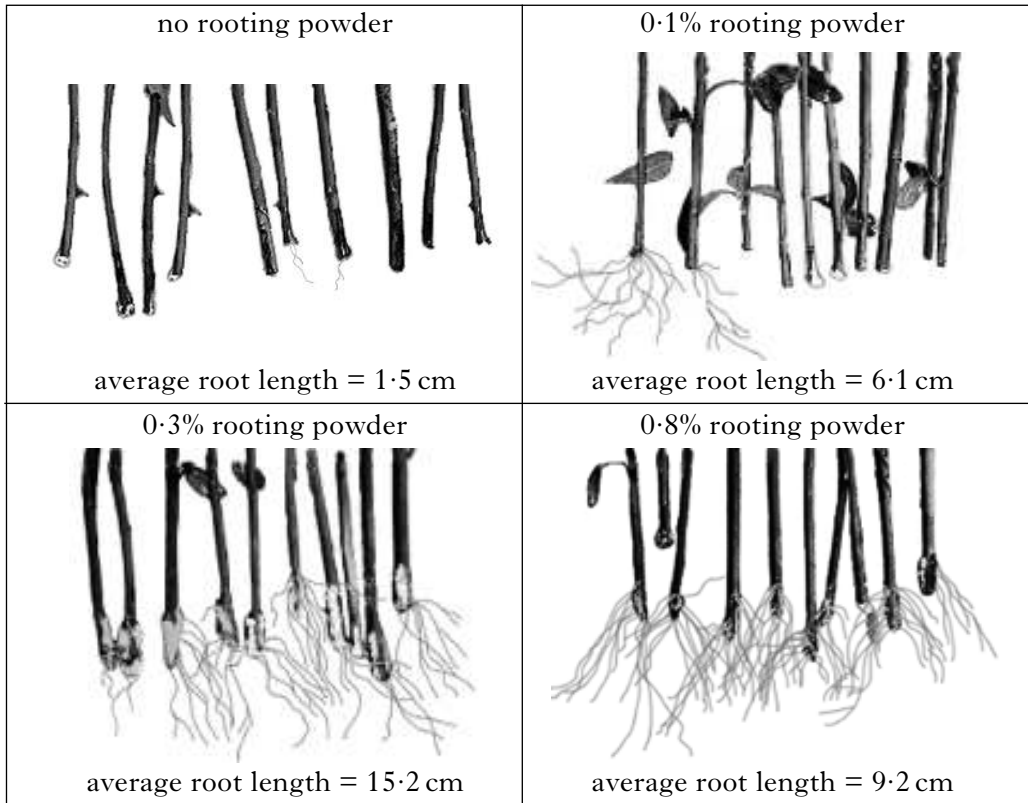 no rooting powder
0·1% rooting powder
average root length = 1·5 cm
average root length = 6·1 cm
0·3% rooting powder
0·8% rooting powder
average root length = 15·2 cm
average root length = 9·2 cm